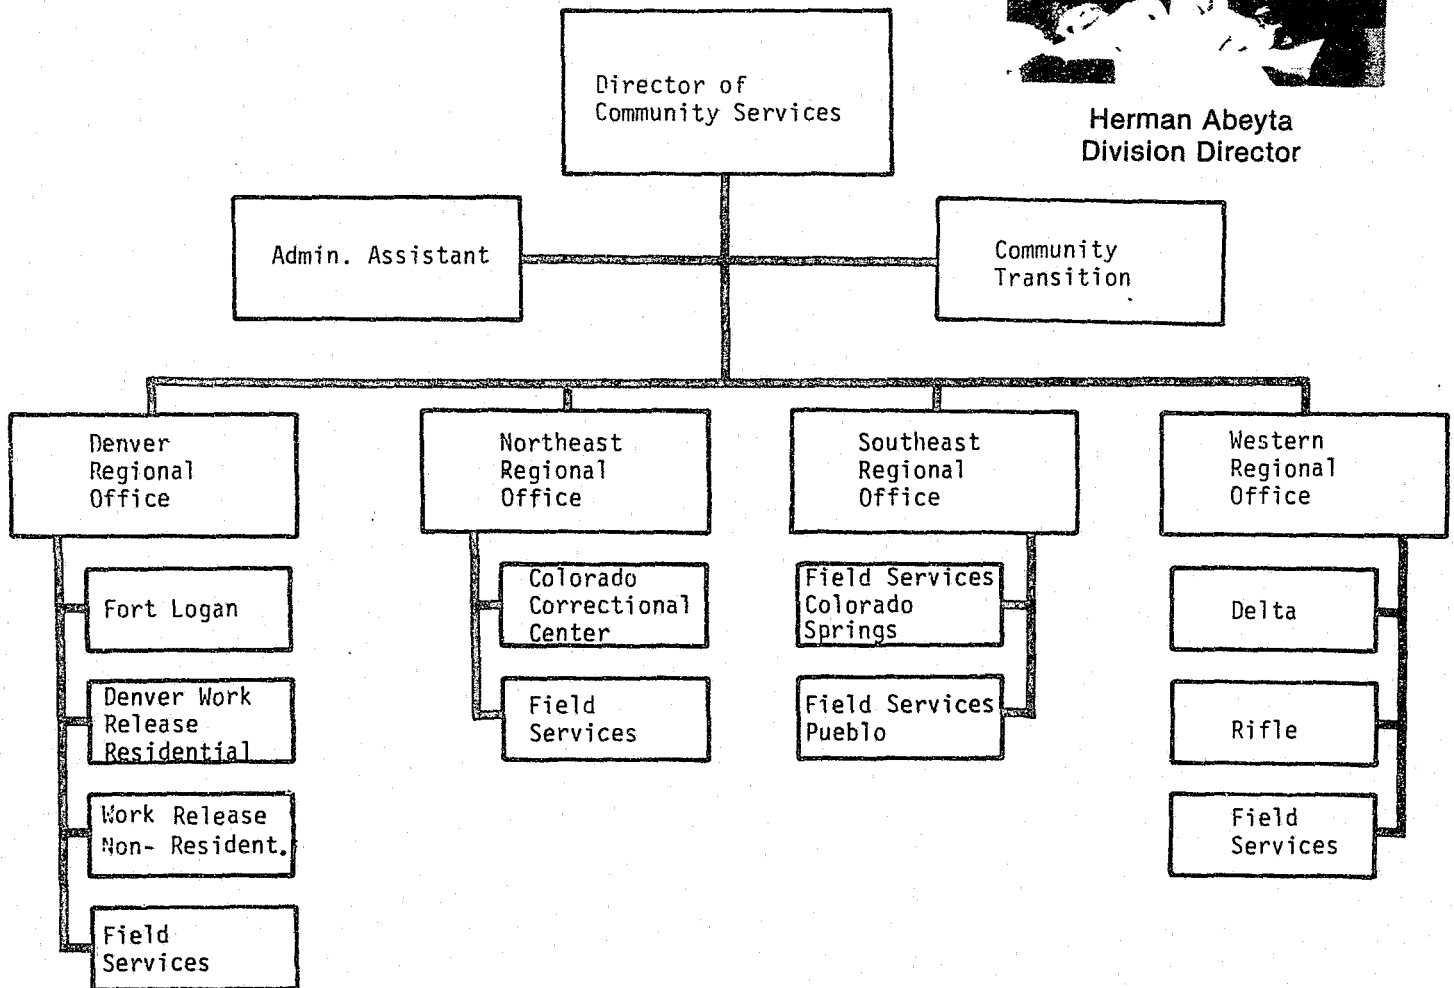 Director of
Community Services
Herman Abeyta
Division Director
Admin. Assistant
Community
Transition
Denver
Regional
Office
Northeast
Regional
Office
Southeast
Regional
Office
Western
Regional
Office
Fort Logan
Denver Work
Release
Residential
Work Release
Non- Resident.
Field
Services
Colorado
Correctional
Center
Field
Services
Field Services
Colorado
Springs
Field Services
Pueblo
Delta
Rifle
Field
Services